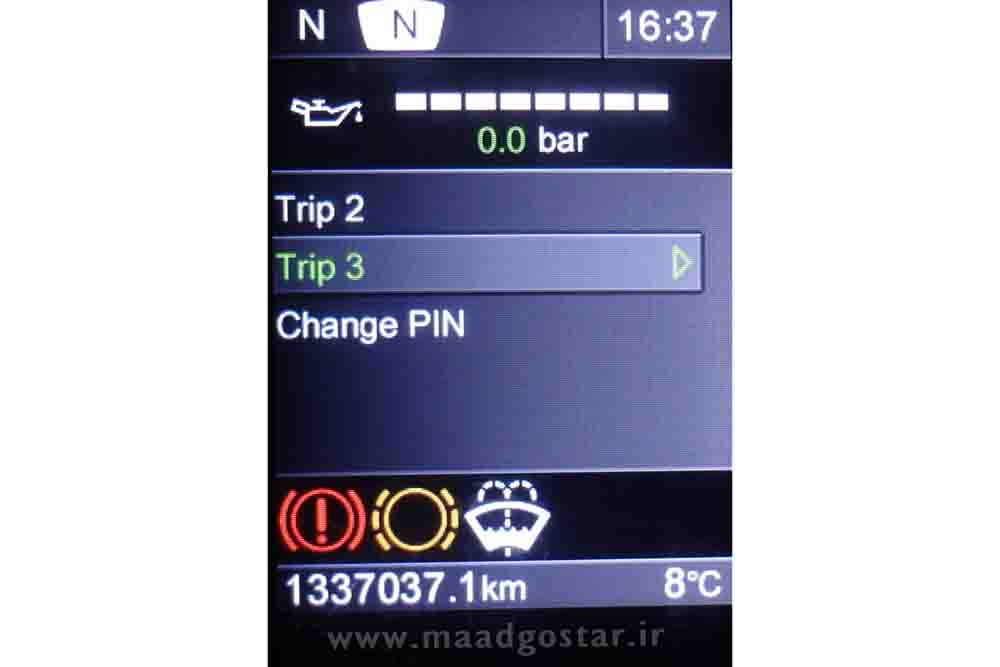 N N 16:37
0.0 bar
Trip 2
Trip 3
Change PIN
1337037.1km 8°C
www.maadgostar.ir